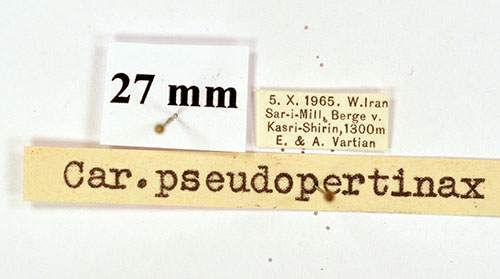 27 mm
5. X. 1965. W.Iran
Sar-i-Mill, Berge v.
Kasri-Shirin, 1300m
E. & A. Vartian
Car. pseudopertinax